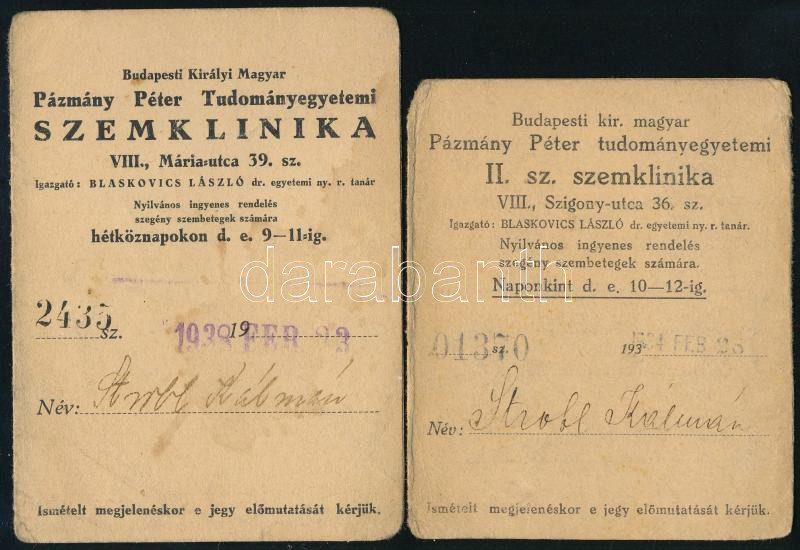 Budapesti Királyi Magyar
Pázmány Péter Tudományegyetemi
SZEMKLINIKA
VIII., Mária-utca 39. sz.
Igazgató: BLASKOVICS LÁSZLÓ dr. egyetemi ny. r. tanár
Nyilvános ingyenes rendelés
szegény szembetegek számára
hétköznapokon d. e. 9—11-ig.
2435 sz. 19
1938 FEB 23
Név: Strobl Kálmán
Ismételt megjelenéskor e jegy előmutatását kérjük.
Budapesti kir. magyar
Pázmány Péter tudományegyetemi
II. sz. szemklinika
VIII., Szigony-utca 36. sz.
Igazgató: BLASKOVICS LÁSZLÓ dr. egyetemi ny. r. tanár.
Nyilvános ingyenes rendelés
szegény szembetegek számára.
Naponkint d. e. 10—12-ig.
01370 sz. 193 FEB
Név: Strobl Kálmán
Ismételt megjelenéskor e jegy előmutatását kérjük.
darabanth